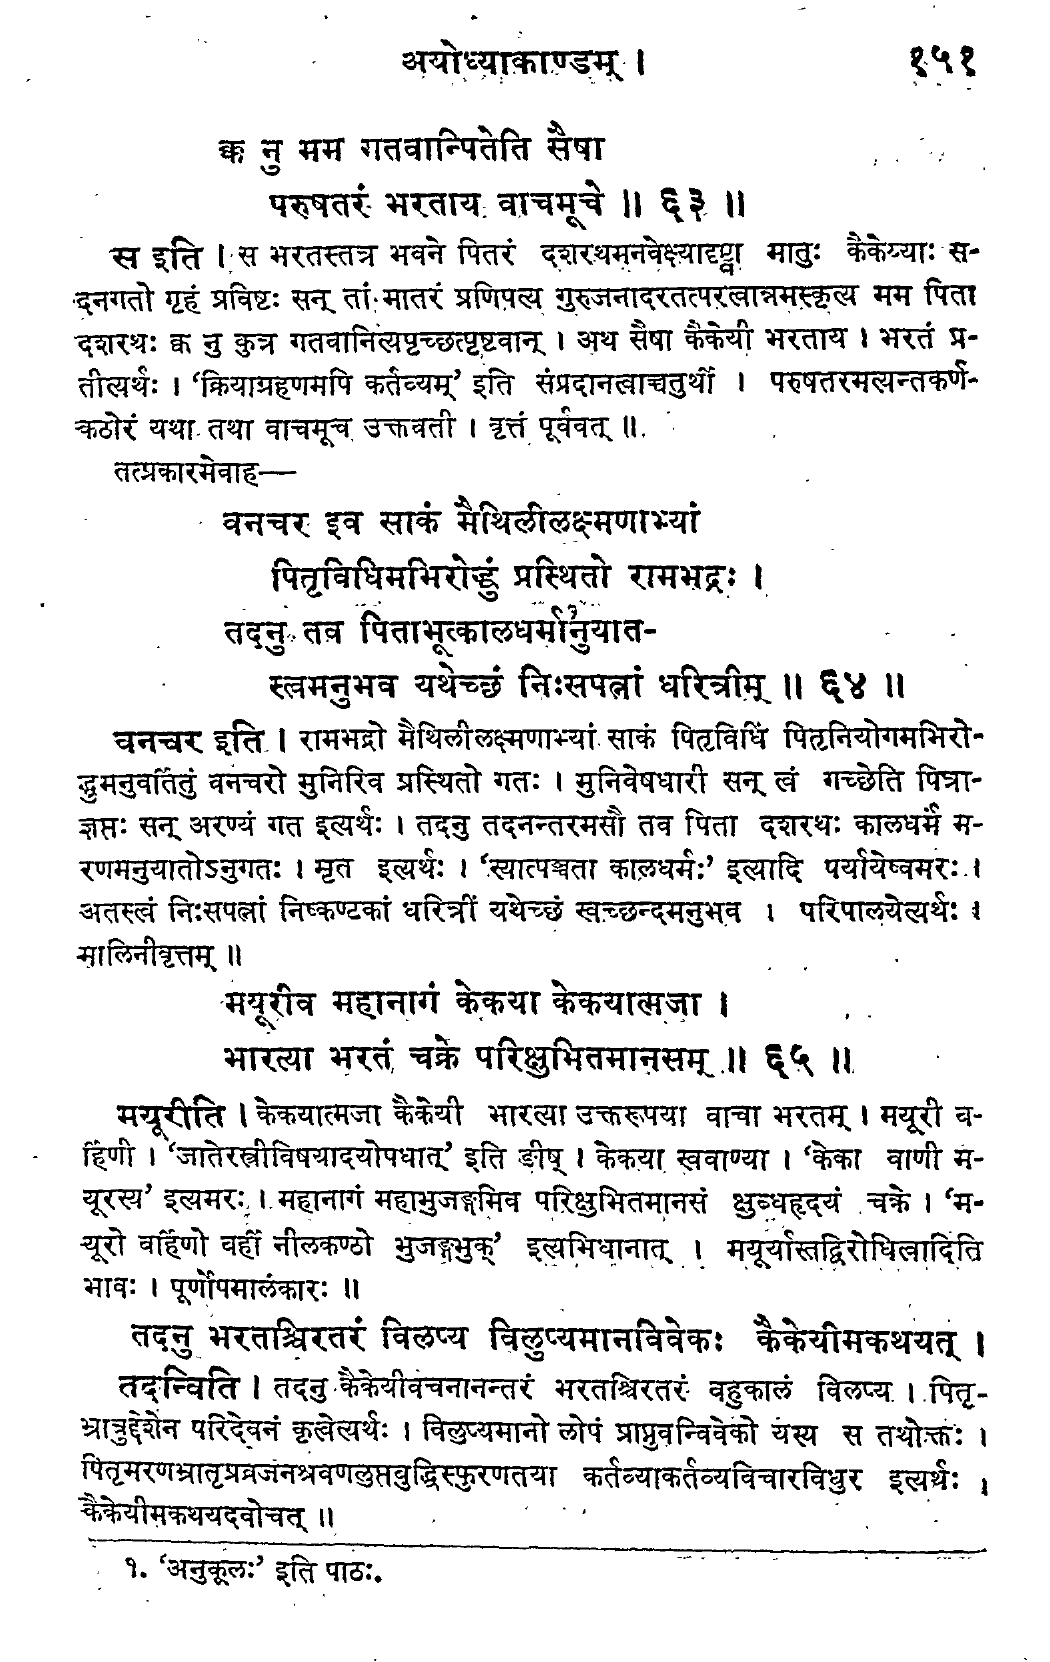 अयोध्याकाण्डम् ।
१५१
क्व नु मम गतवान्पितेति सैषा
परुषतरं भरताय वाचमूचे ॥ ६३ ॥
स इति । स भरतस्तत्र भवने पितरं दशरथमनवेक्ष्यादृष्ट्वा मातुः कैकेय्याः स-
दनगतो गृहं प्रविष्टः सन् तां मातरं प्रणिपत्य गुरुजनादरतत्परत्वान्नमस्कृत्य मम पिता
दशरथः क्व नु कुत्र गतवानित्यपृच्छत्पृष्टवान् । अथ सैषा कैकेयी भरताय । भरतं प्र-
तीत्यर्थः । ‘क्रियाग्रहणमपि कर्तव्यम्’ इति संप्रदानत्वाच्चतुर्थी । परुषतरमत्यन्तकर्ण-
कठोरं यथा तथा वाचमूच उक्तवती । वृत्तं पूर्ववत् ॥
तत्प्रकारमेवाह—
वनचर इव साकं मैथिलीलक्ष्मणाभ्यां
पितृविधिमभिरोद्धुं प्रस्थितो रामभद्रः ।
तदनु तव पिताभूत्कालधर्मानुयात-
स्त्वमनुभव यथेच्छं निःसपत्नां धरित्रीम् ॥ ६४ ॥
वनचर इति । रामभद्रो मैथिलीलक्ष्मणाभ्यां साकं पितृविधिं पितृनियोगमभिरो-
द्धुमनुवर्तितुं वनचरो मुनिरिव प्रस्थितो गतः । मुनिवेषधारी सन् त्वं गच्छेति पित्रा-
ज्ञप्तः सन् अरण्यं गत इत्यर्थः । तदनु तदनन्तरमसौ तव पिता दशरथः कालधर्मं म-
रणमनुयातोऽनुगतः । मृत इत्यर्थः । ‘स्यात्पञ्चता कालधर्मः’ इत्यादि पर्यायेष्वमरः ।
अतस्त्वं निःसपत्नां निष्कण्टकां धरित्रीं यथेच्छं स्वच्छन्दमनुभव । परिपालयेत्यर्थः ।
मालिनीवृत्तम् ॥
मयूरीव महानागं केकया केकयात्मजा ।
भारत्या भरतं चक्रे परिक्षुभितमानसम् ॥ ६५ ॥
मयूरीति । केकयात्मजा कैकेयी भारत्या उक्तरूपया वाचा भरतम् । मयूरी ब-
र्हिणी । ‘जातेरस्त्रीविषयादयोपधात्’ इति ङीष् । केकया स्ववाण्या । ‘केका वाणी म-
यूरस्य’ इत्यमरः । महानागं महाभुजङ्गमिव परिक्षुभितमानसं क्षुब्धहृदयं चक्रे । ‘म-
यूरो बर्हिणो बर्ही नीलकण्ठो भुजङ्गभुक्’ इत्यभिधानात् । मयूर्यास्तद्विरोधित्वादिति
भावः । पूर्णोपमालंकारः ॥
तदनु भरतश्चिरतरं विलप्य विलुप्यमानविवेकः कैकेयीमकथयत् ।
तदन्विति । तदनु कैकेयीवचनानन्तरं भरतश्चिरतरं बहुकालं विलप्य । पितृ-
भ्रात्रुद्देशेन परिदेवनं कृत्वेत्यर्थः । विलुप्यमानो लोपं प्राप्नुवन्विवेको यस्य स तथोक्तः ।
पितृमरणभ्रातृप्रव्रजनश्रवणलुप्तबुद्धिस्फुरणतया कर्तव्याकर्तव्यविचारविधुर इत्यर्थः ।
कैकेयीमकथयदवोचत् ॥
१. ‘अनुकूलः’ इति पाठः.